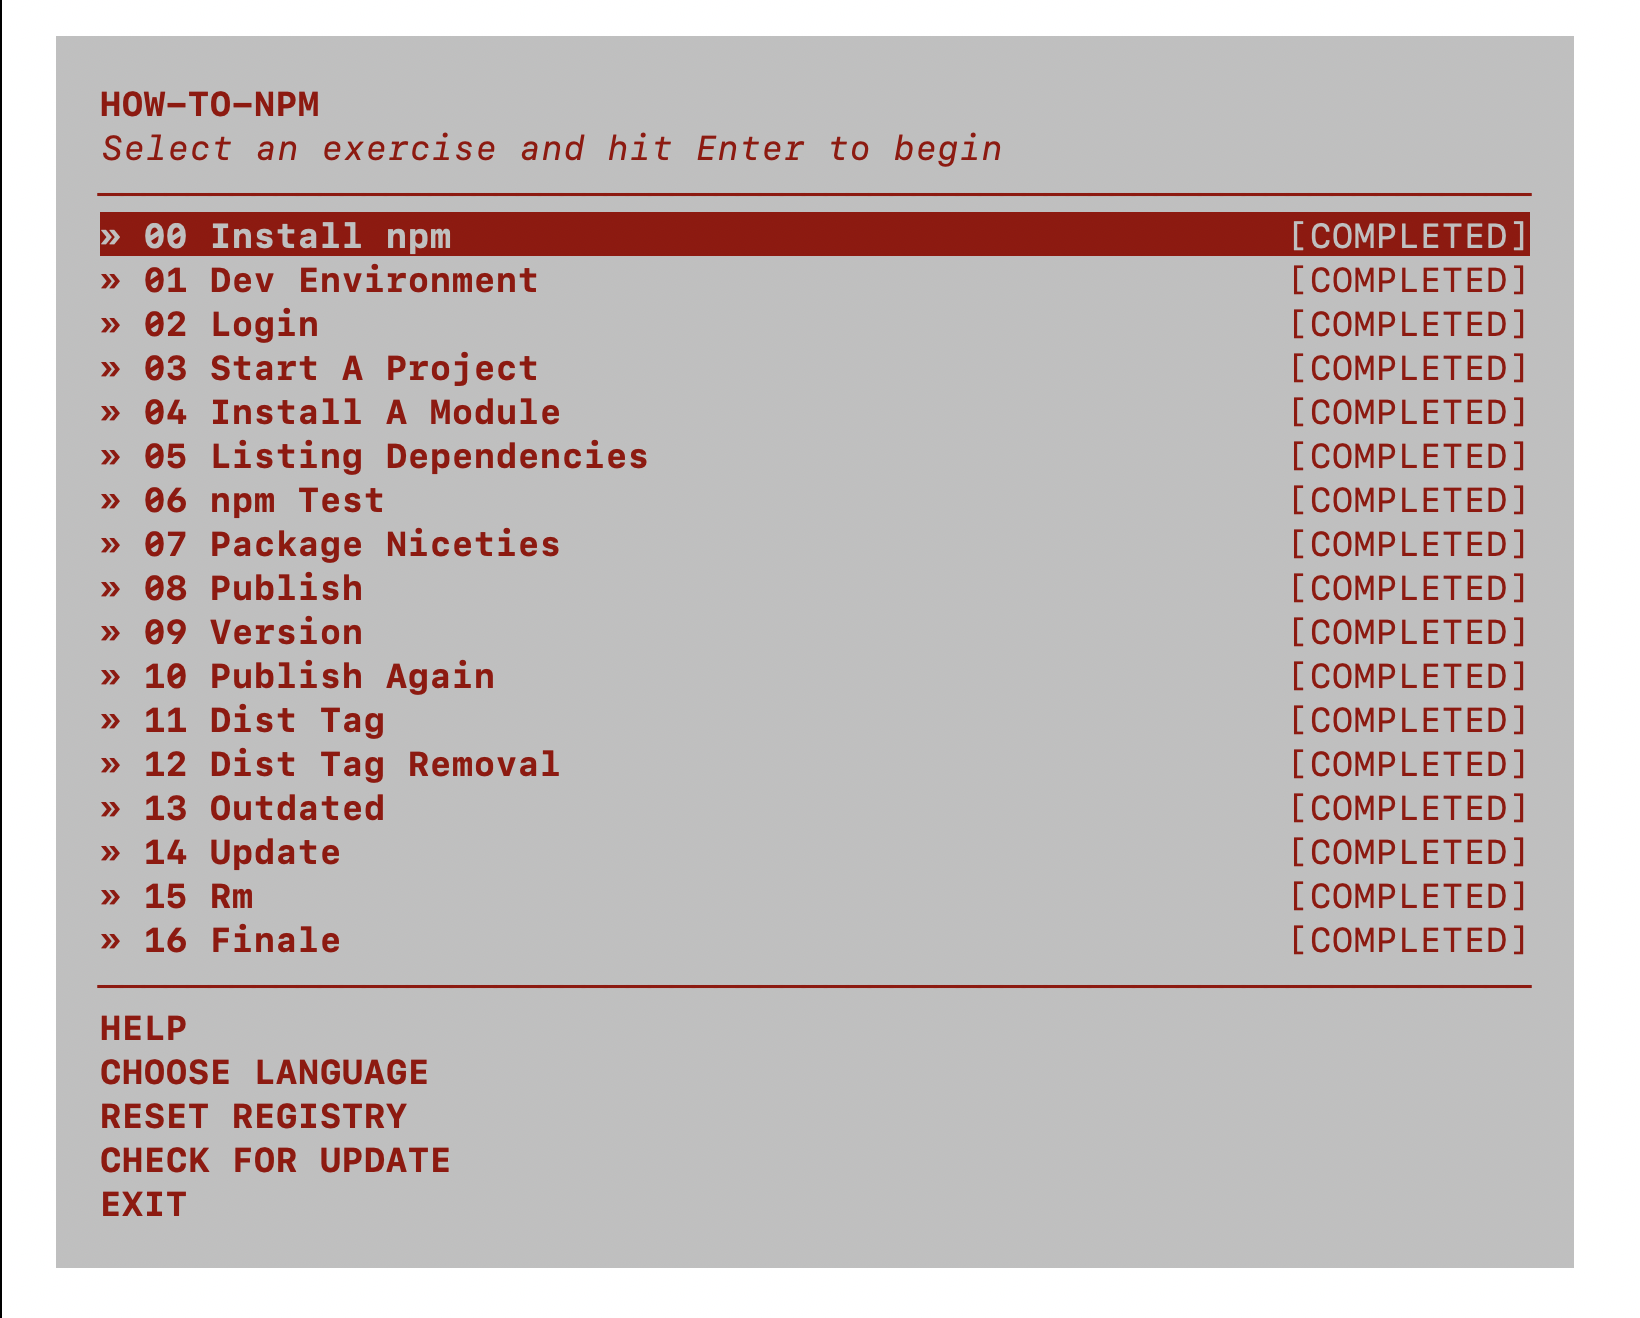 HOW-TO-NPM
Select an exercise and hit Enter to begin
» 00 Install npm [COMPLETED]
» 01 Dev Environment [COMPLETED]
» 02 Login [COMPLETED]
» 03 Start A Project [COMPLETED]
» 04 Install A Module [COMPLETED]
» 05 Listing Dependencies [COMPLETED]
» 06 npm Test [COMPLETED]
» 07 Package Niceties [COMPLETED]
» 08 Publish [COMPLETED]
» 09 Version [COMPLETED]
» 10 Publish Again [COMPLETED]
» 11 Dist Tag [COMPLETED]
» 12 Dist Tag Removal [COMPLETED]
» 13 Outdated [COMPLETED]
» 14 Update [COMPLETED]
» 15 Rm [COMPLETED]
» 16 Finale [COMPLETED]
HELP
CHOOSE LANGUAGE
RESET REGISTRY
CHECK FOR UPDATE
EXIT